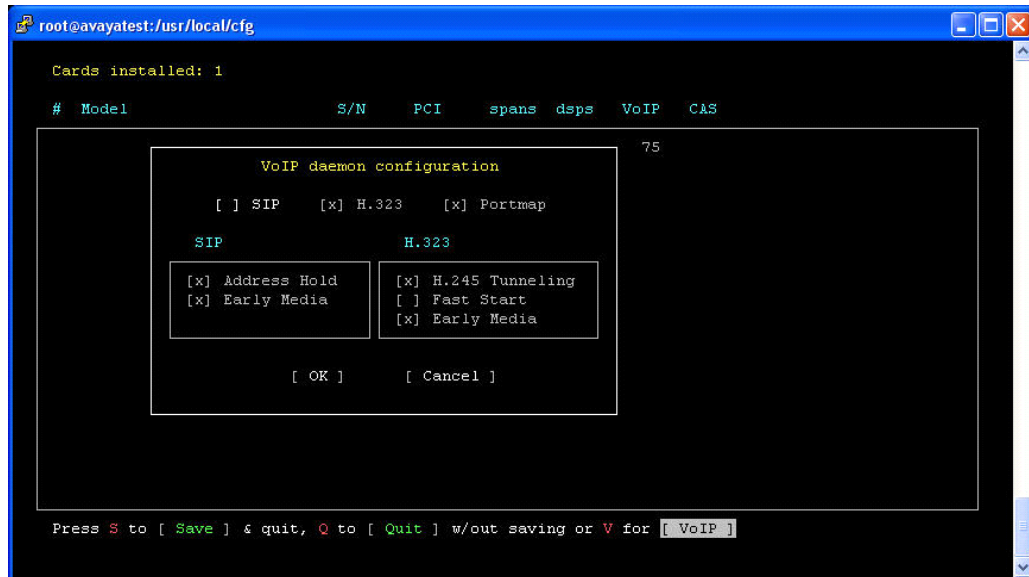 root@avayatest:/usr/local/cfg
Cards installed: 1
# Model S/N PCI spans dsps VoIP CAS
75
VoIP daemon configuration
[ ] SIP [x] H.323 [x] Portmap
SIP H.323
[x] Address Hold [x] H.245 Tunneling
[x] Early Media [ ] Fast Start
[x] Early Media
[ OK ] [ Cancel ]
Press S to [ Save ] & quit, Q to [ Quit ] w/out saving or V for [ VoIP ]